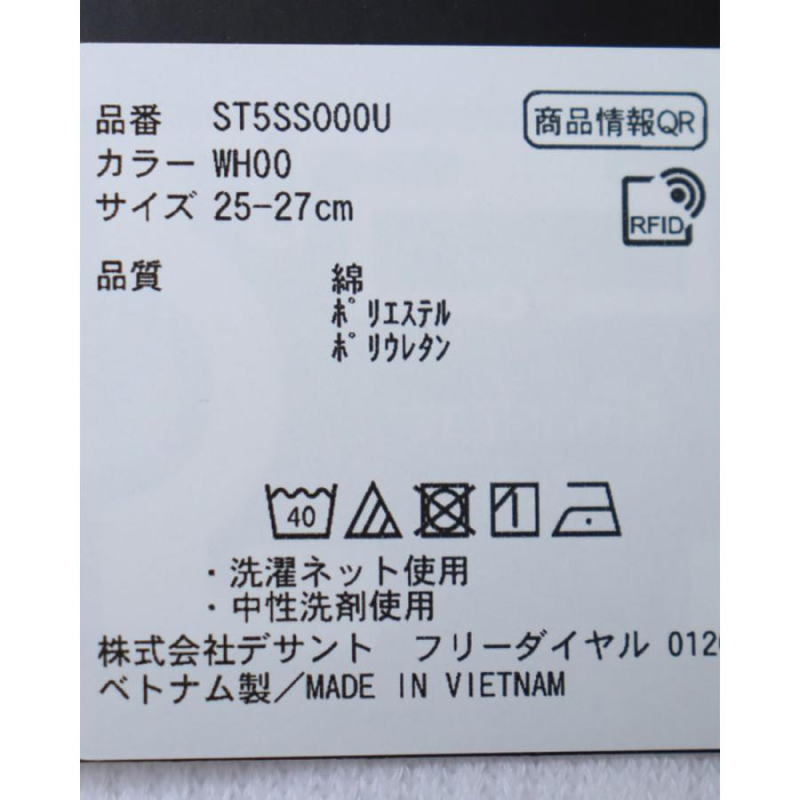 品番 ST5SS000U
商品情報QR
カラー WH00
サイズ 25-27cm
RFID
品質 綿
ポリエステル
ポリウレタン
40
・洗濯ネット使用
・中性洗剤使用
株式会社デサント フリーダイヤル 012
ベトナム製/MADE IN VIETNAM